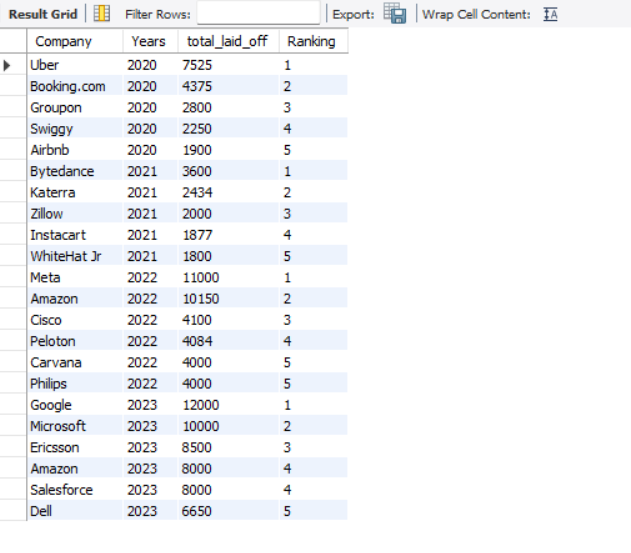 Result Grid Filter Rows: Export: Wrap Cell Content: IA
Company Years total_laid_off Ranking
Uber 2020 7525 1
Booking.com 2020 4375 2
Groupon 2020 2800 3
Swiggy 2020 2250 4
Airbnb 2020 1900 5
Bytedance 2021 3600 1
Katerra 2021 2434 2
Zillow 2021 2000 3
Instacart 2021 1877 4
WhiteHat Jr 2021 1800 5
Meta 2022 11000 1
Amazon 2022 10150 2
Cisco 2022 4100 3
Peloton 2022 4084 4
Carvana 2022 4000 5
Philips 2022 4000 5
Google 2023 12000 1
Microsoft 2023 10000 2
Ericsson 2023 8500 3
Amazon 2023 8000 4
Salesforce 2023 8000 4
Dell 2023 6650 5